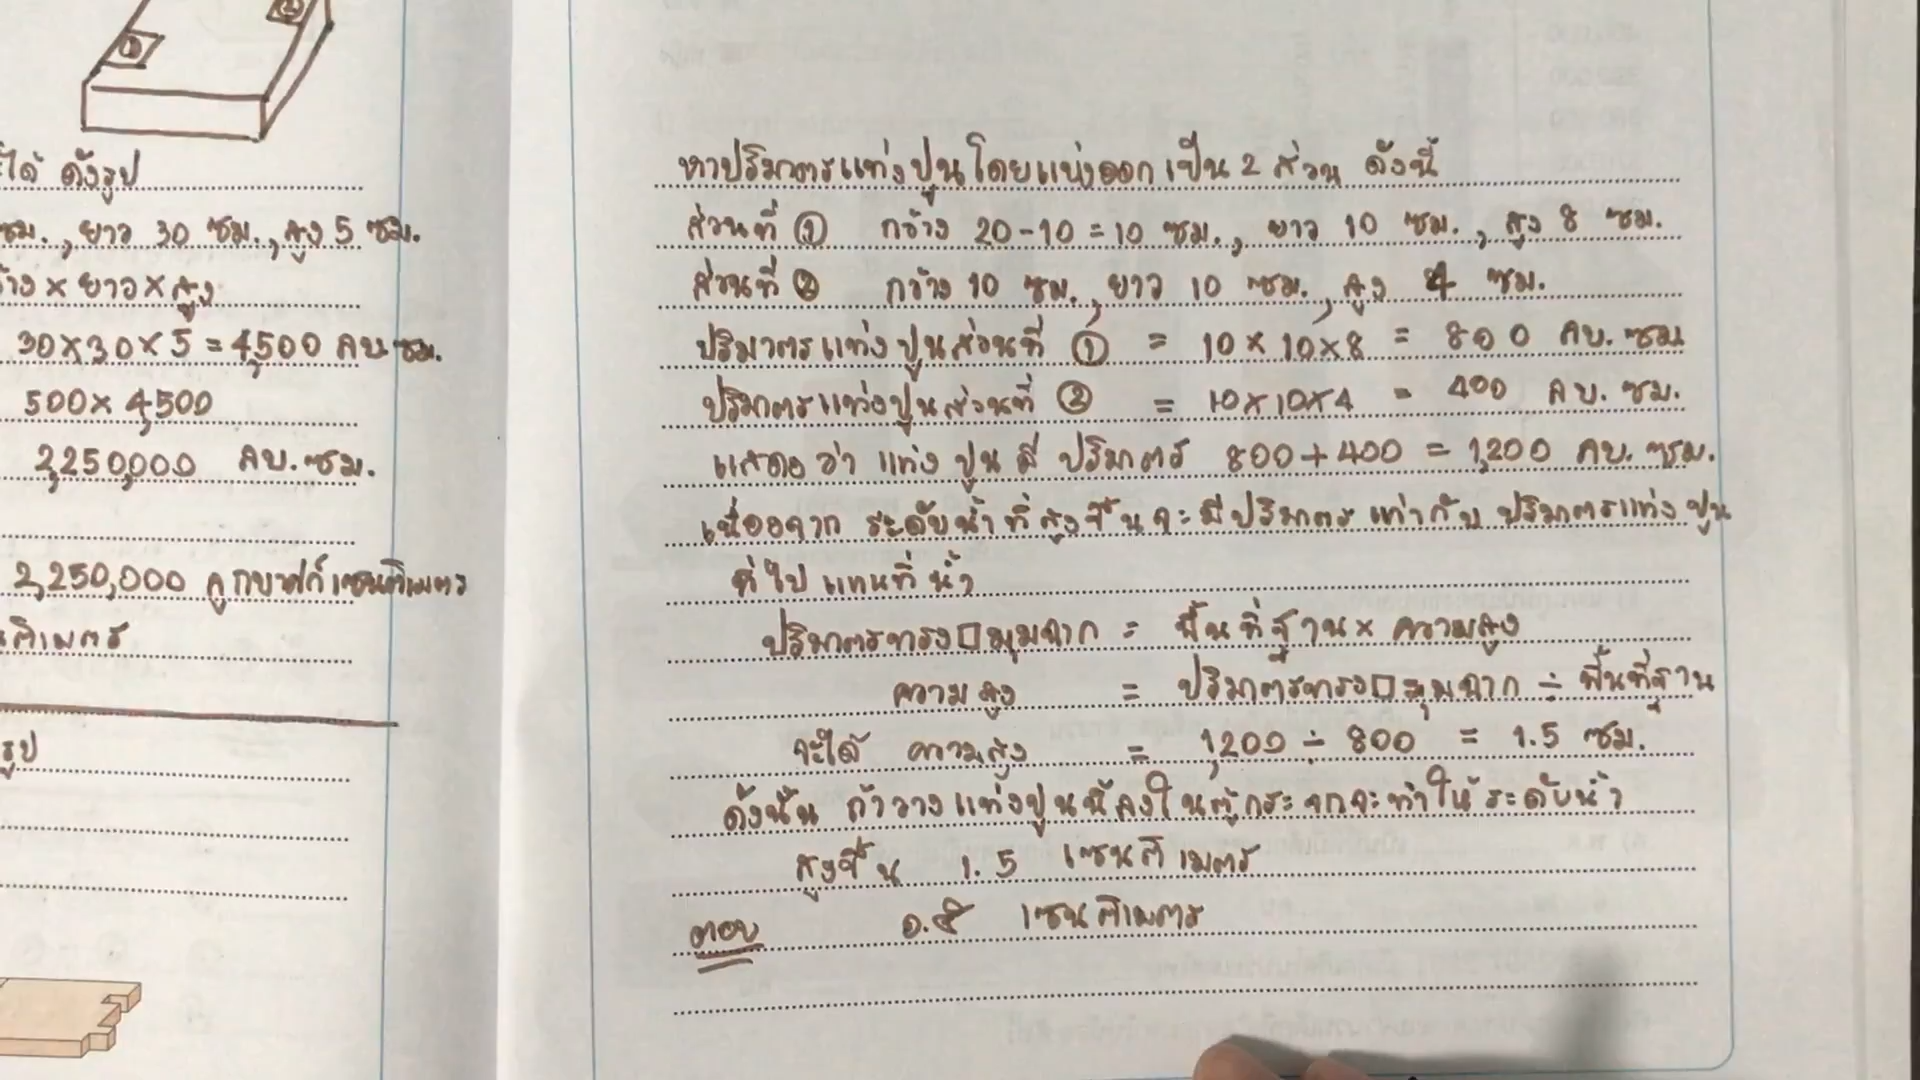 ②
①
ได้ ดังรูป
ซม., ยาว 30 ซม., สูง 5 ซม.
้าง × ยาว × สูง
30 × 30 × 5 = 4,500 ลบ.ซม.
500 × 4,500
2,250,000 ลบ.ซม.
2,250,000 ลูกบาศก์เซนติเมตร
นติเมตร
รูป
หาปริมาตรแท่งปูนโดยแบ่งออกเป็น 2 ส่วน ดังนี้
ส่วนที่ ① กว้าง 20 - 10 = 10 ซม., ยาว 10 ซม., สูง 8 ซม.
ส่วนที่ ② กว้าง 10 ซม., ยาว 10 ซม., สูง 4 ซม.
ปริมาตรแท่งปูนส่วนที่ ① = 10 × 10 × 8 = 800 ลบ. ซม.
ปริมาตรแท่งปูนส่วนที่ ② = 10 × 10 × 4 = 400 ลบ. ซม.
แสดงว่า แท่งปูนมีปริมาตร 800 + 400 = 1,200 ลบ. ซม.
เนื่องจาก ระดับน้ำที่สูงขึ้นจะมีปริมาตรเท่ากับ ปริมาตรแท่งปูน
ที่ไปแทนที่น้ำ
ปริมาตรทรง□มุมฉาก = พื้นที่ฐาน × ความสูง
ความสูง = ปริมาตรทรง□มุมฉาก ÷ พื้นที่ฐาน
จะได้ ความสูง = 1,200 ÷ 800 = 1.5 ซม.
ดังนั้น ถ้าวางแท่งปูนนี้ลงในตู้กระจกจะทำให้ระดับน้ำ
สูงขึ้น 1.5 เซนติเมตร
ตอบ ๑.๕ เซนติเมตร